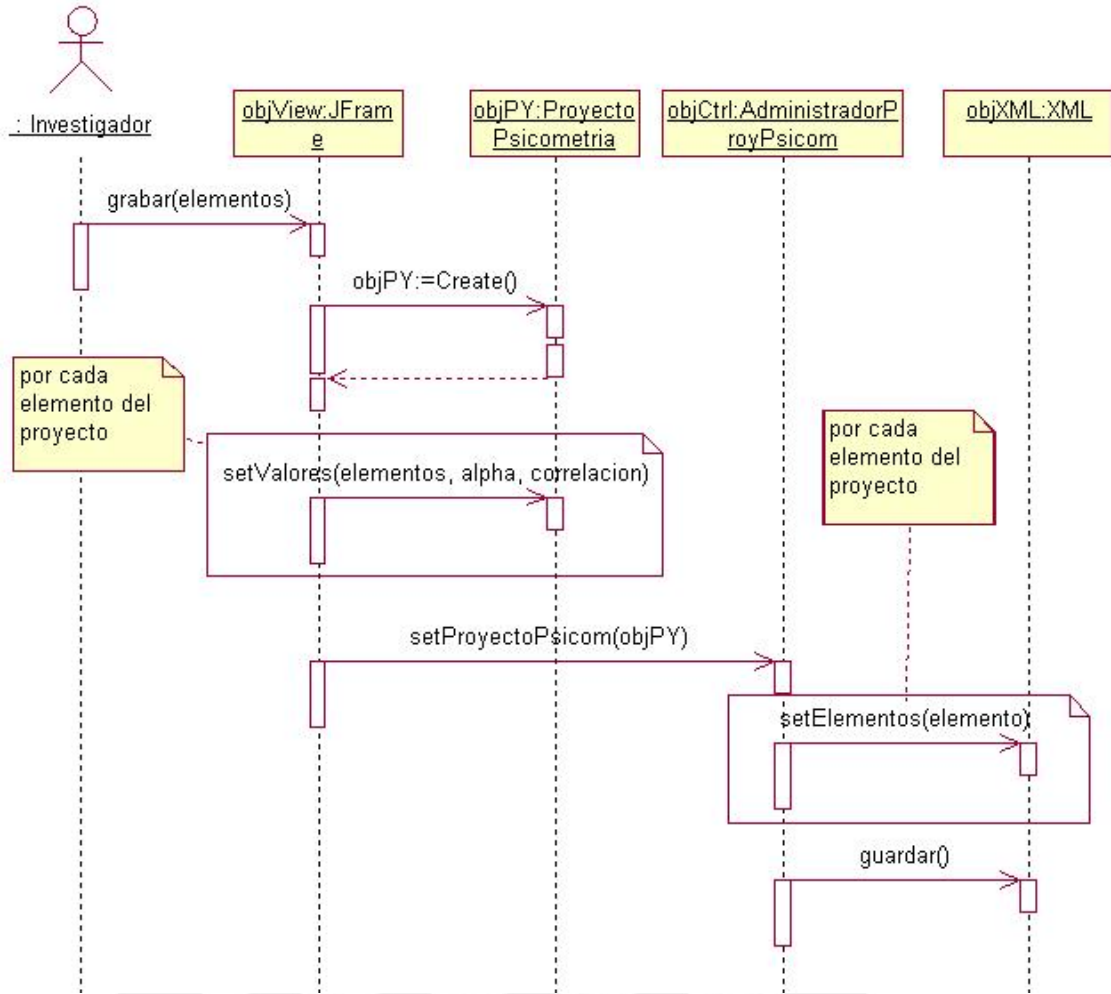 : Investigador
objView:JFram
e
objPY:Proyecto
Psicometria
objCtrl:AdministradorP
royPsicom
objXML:XML
grabar(elementos)
objPY:=Create()
por cada
elemento del
proyecto
setValores(elementos, alpha, correlacion)
por cada
elemento del
proyecto
setProyectoPsicom(objPY)
setElementos(elemento)
guardar()